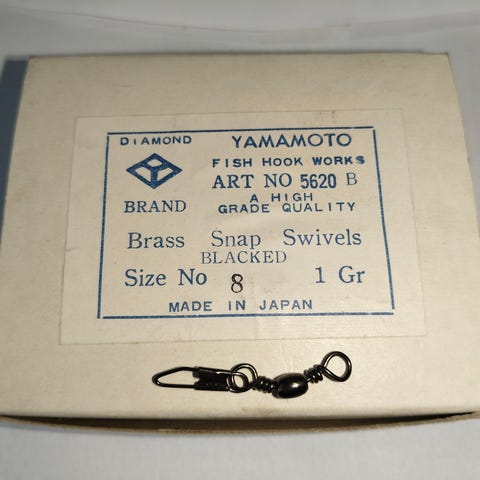 DIAMOND YAMAMOTO
FISH HOOK WORKS
ART NO 5620 B
BRAND
A HIGH
GRADE QUALITY
Brass Snap Swivels
BLACKED
Size No 8 1 Gr
MADE IN JAPAN